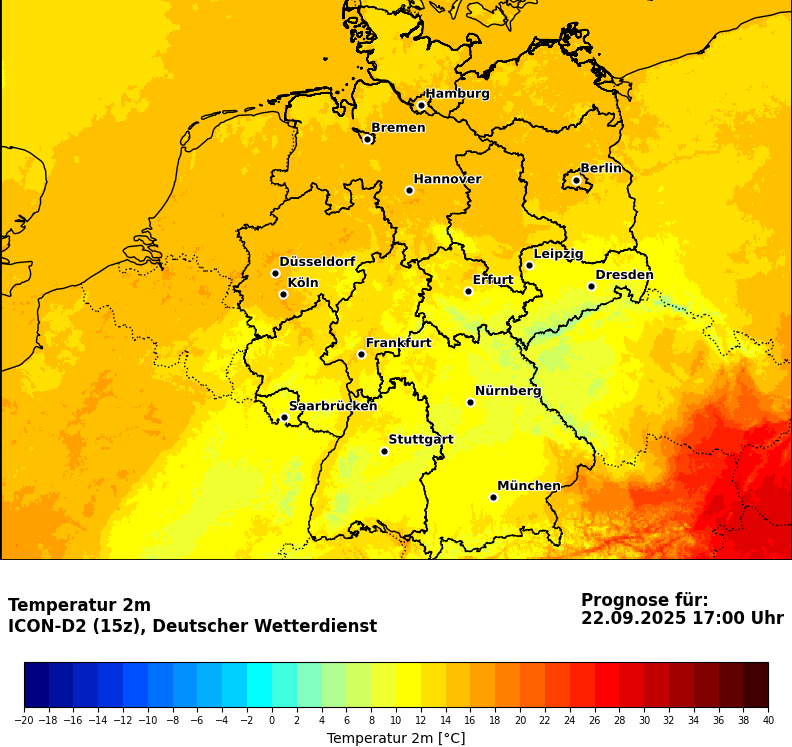 Hamburg
Bremen
Berlin
Hannover
Leipzig
Düsseldorf
Dresden
Köln
Erfurt
Frankfurt
Nürnberg
Saarbrücken
Stuttgart
München
Temperatur 2m
ICON-D2 (15z), Deutscher Wetterdienst
Prognose für:
22.09.2025 17:00 Uhr
−20 −18 −16 −14 −12 −10 −8 −6 −4 −2 0 2 4 6 8 10 12 14 16 18 20 22 24 26 28 30 32 34 36 38 40
Temperatur 2m [°C]